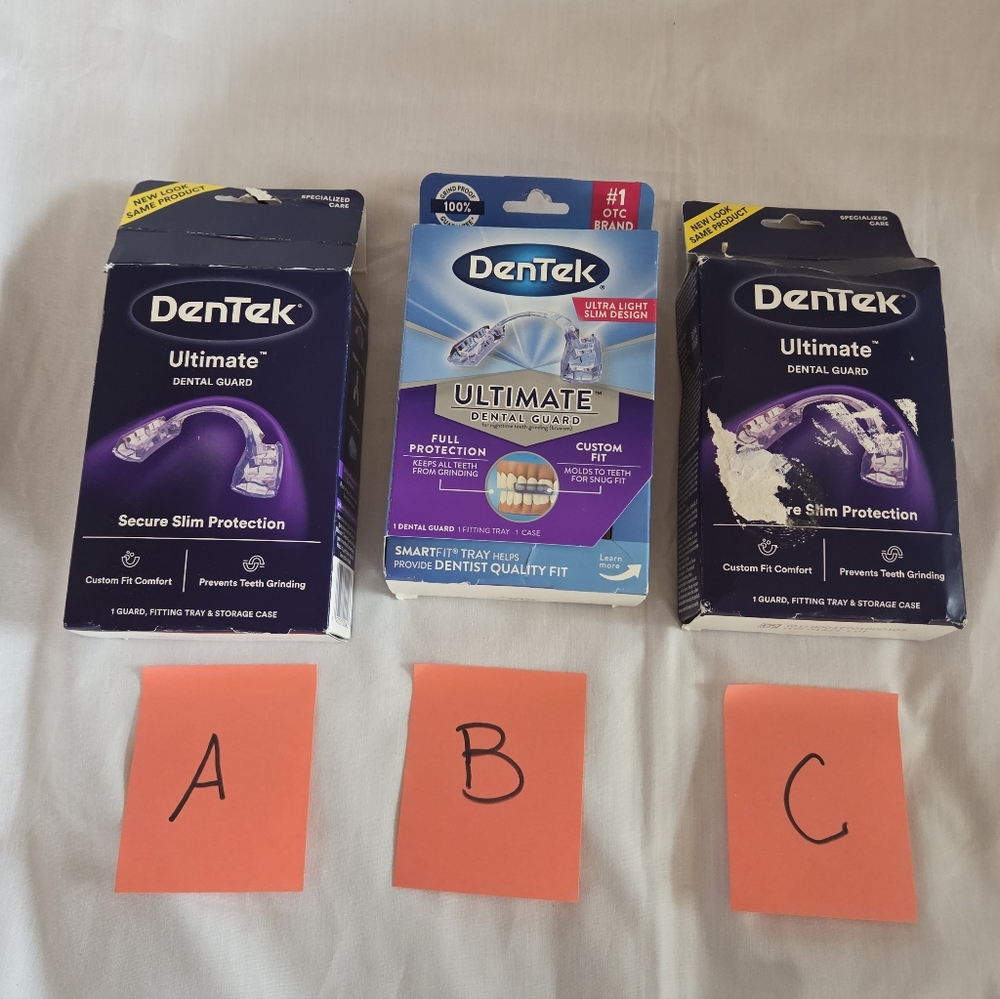 NEW LOOK
SAME PRODUCT
SPECIALIZED
CARE
DenTek®
Ultimate™
DENTAL GUARD
Secure Slim Protection
Custom Fit Comfort
Prevents Teeth Grinding
1 GUARD, FITTING TRAY & STORAGE CASE
GRIND PROOF
100%
#1
OTC
BRAND
DenTek®
ULTRA LIGHT
SLIM DESIGN
ULTIMATE™
DENTAL GUARD
for nighttime teeth grinding (bruxism)
FULL
PROTECTION
KEEPS ALL TEETH
FROM GRINDING
CUSTOM
FIT
MOLDS TO TEETH
FOR SNUG FIT
1 DENTAL GUARD 1 FITTING TRAY 1 CASE
SMARTFIT® TRAY HELPS
PROVIDE DENTIST QUALITY FIT
Learn
more
NEW LOOK
SAME PRODUCT
SPECIALIZED
CARE
DenTek®
Ultimate™
DENTAL GUARD
re Slim Protection
Custom Fit Comfort
Prevents Teeth Grinding
1 GUARD, FITTING TRAY & STORAGE CASE
A
B
C